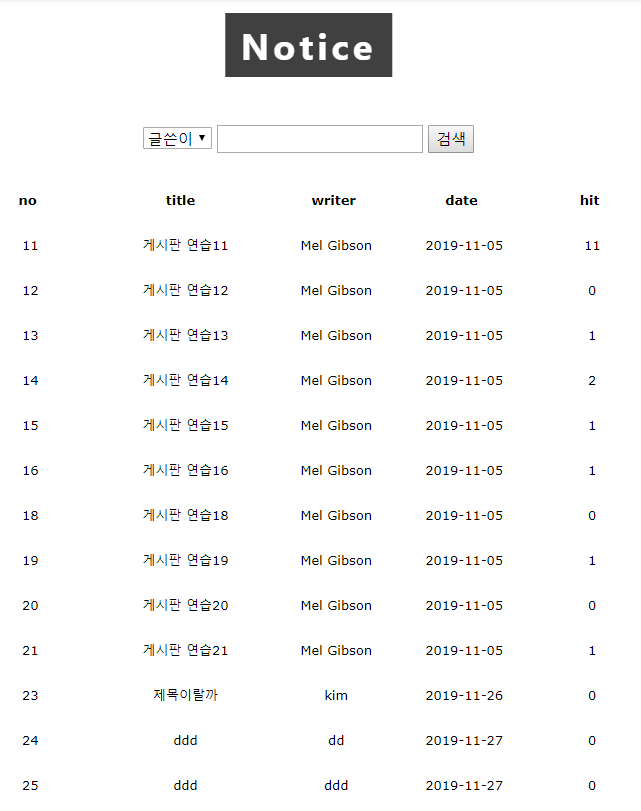 Notice
글쓴이 ▼ 검색
no title writer date hit
11 게시판 연습11 Mel Gibson 2019-11-05 11
12 게시판 연습12 Mel Gibson 2019-11-05 0
13 게시판 연습13 Mel Gibson 2019-11-05 1
14 게시판 연습14 Mel Gibson 2019-11-05 2
15 게시판 연습15 Mel Gibson 2019-11-05 1
16 게시판 연습16 Mel Gibson 2019-11-05 1
18 게시판 연습18 Mel Gibson 2019-11-05 0
19 게시판 연습19 Mel Gibson 2019-11-05 1
20 게시판 연습20 Mel Gibson 2019-11-05 0
21 게시판 연습21 Mel Gibson 2019-11-05 1
23 제목이랄까 kim 2019-11-26 0
24 ddd dd 2019-11-27 0
25 ddd ddd 2019-11-27 0